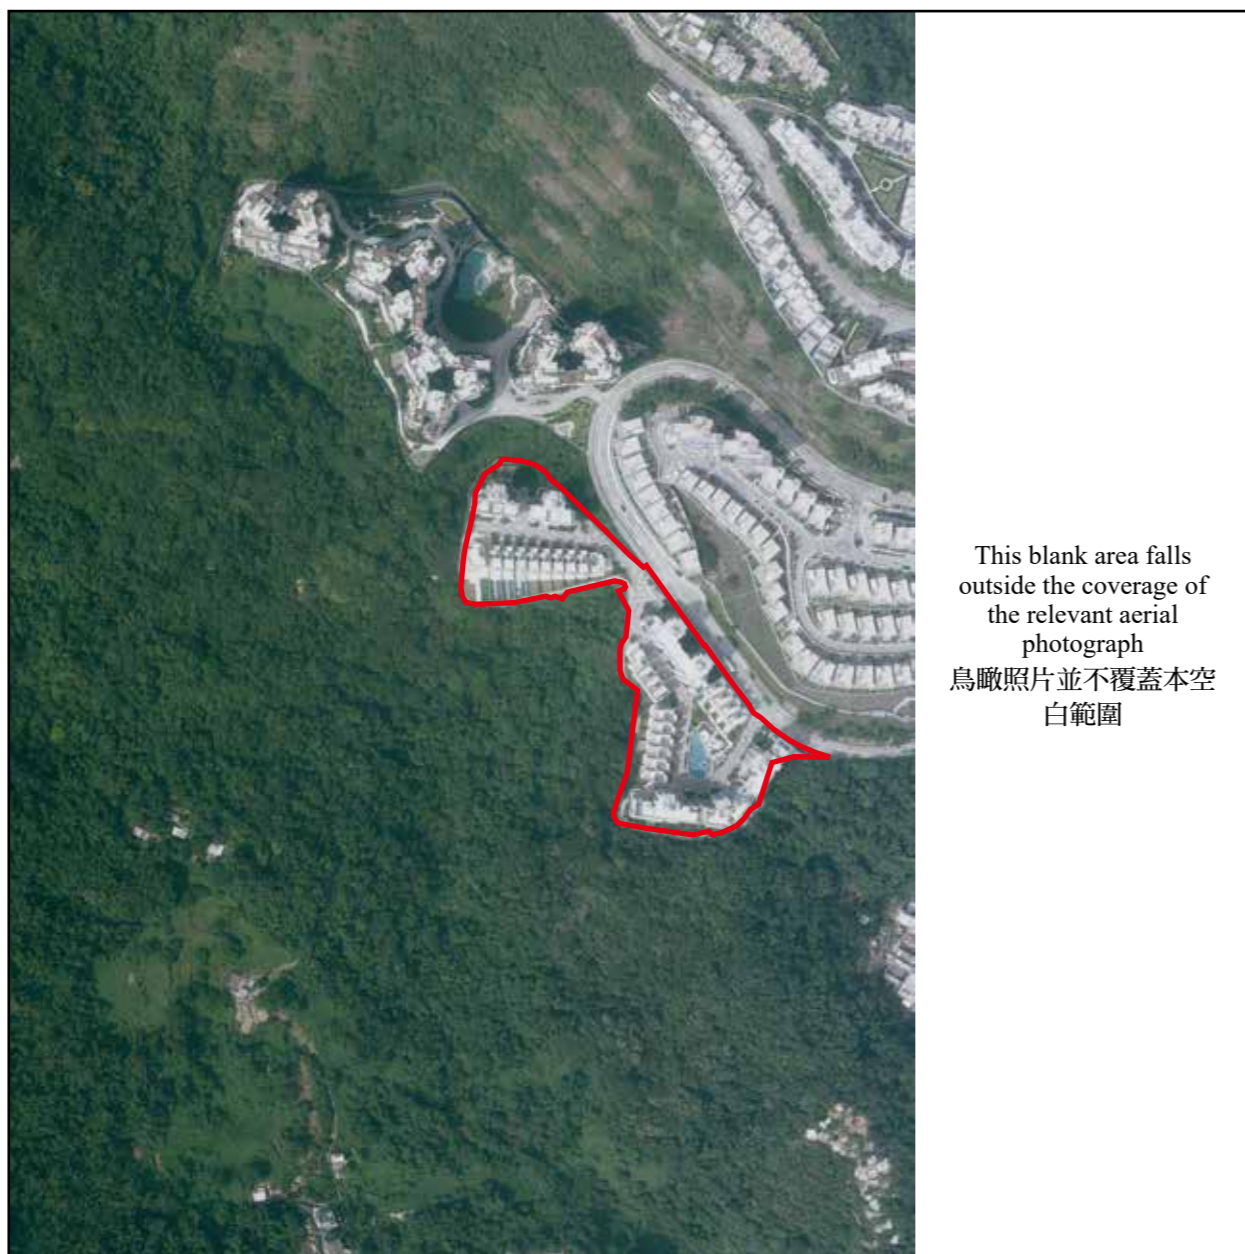 This blank area falls
outside the coverage of
the relevant aerial
photograph
鳥瞰照片並不覆蓋本空
白範圍